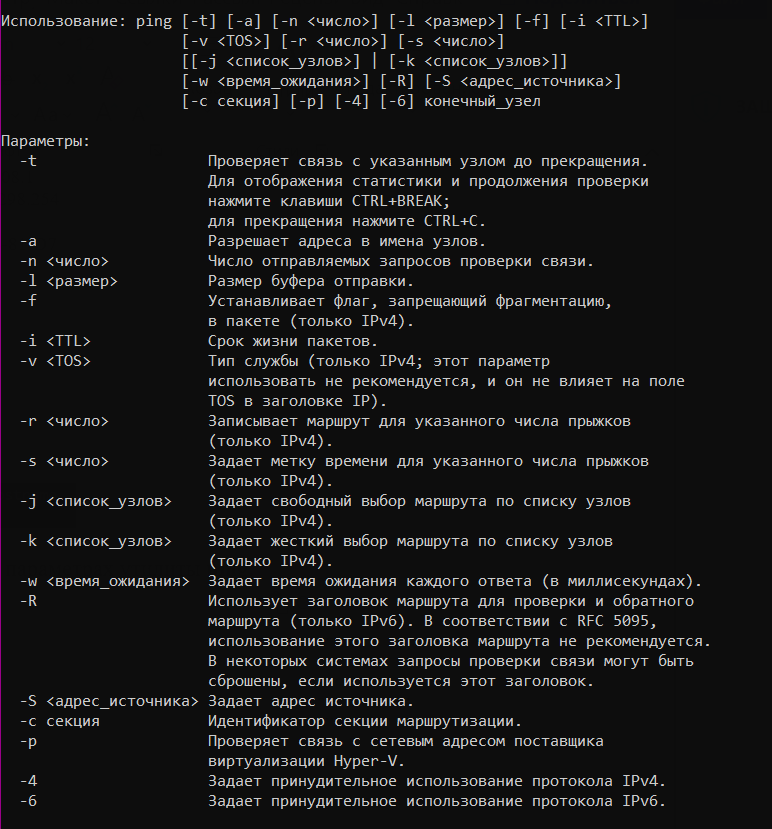 Использование: ping [-t] [-a] [-n <число>] [-l <размер>] [-f] [-i <TTL>]
[-v <TOS>] [-r <число>] [-s <число>]
[[-j <список_узлов>] | [-k <список_узлов>]]
[-w <время_ожидания>] [-R] [-S <адрес_источника>]
[-c секция] [-p] [-4] [-6] конечный_узел
Параметры:
-t Проверяет связь с указанным узлом до прекращения.
Для отображения статистики и продолжения проверки
нажмите клавиши CTRL+BREAK;
для прекращения нажмите CTRL+C.
-a Разрешает адреса в имена узлов.
-n <число> Число отправляемых запросов проверки связи.
-l <размер> Размер буфера отправки.
-f Устанавливает флаг, запрещающий фрагментацию,
в пакете (только IPv4).
-i <TTL> Срок жизни пакетов.
-v <TOS> Тип службы (только IPv4; этот параметр
использовать не рекомендуется, и он не влияет на поле
TOS в заголовке IP).
-r <число> Записывает маршрут для указанного числа прыжков
(только IPv4).
-s <число> Задает метку времени для указанного числа прыжков
(только IPv4).
-j <список_узлов> Задает свободный выбор маршрута по списку узлов
(только IPv4).
-k <список_узлов> Задает жесткий выбор маршрута по списку узлов
(только IPv4).
-w <время_ожидания> Задает время ожидания каждого ответа (в миллисекундах).
-R Использует заголовок маршрута для проверки и обратного
маршрута (только IPv6). В соответствии с RFC 5095,
использование этого заголовка маршрута не рекомендуется.
В некоторых системах запросы проверки связи могут быть
сброшены, если используется этот заголовок.
-S <адрес_источника> Задает адрес источника.
-c секция Идентификатор секции маршрутизации.
-p Проверяет связь с сетевым адресом поставщика
виртуализации Hyper-V.
-4 Задает принудительное использование протокола IPv4.
-6 Задает принудительное использование протокола IPv6.